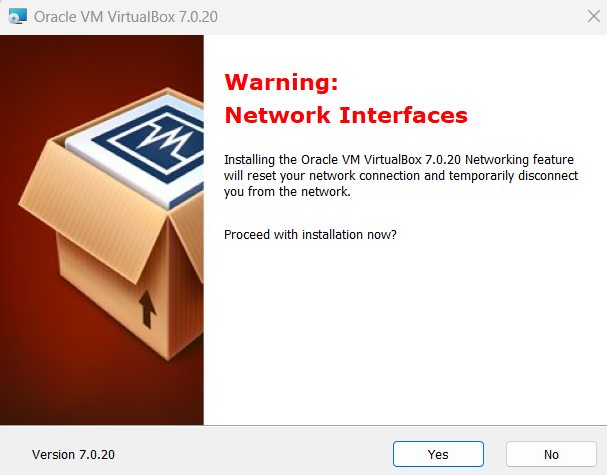 Oracle VM VirtualBox 7.0.20
Warning:
Network Interfaces
Installing the Oracle VM VirtualBox 7.0.20 Networking feature
will reset your network connection and temporarily disconnect
you from the network.
Proceed with installation now?
Version 7.0.20
Yes
No